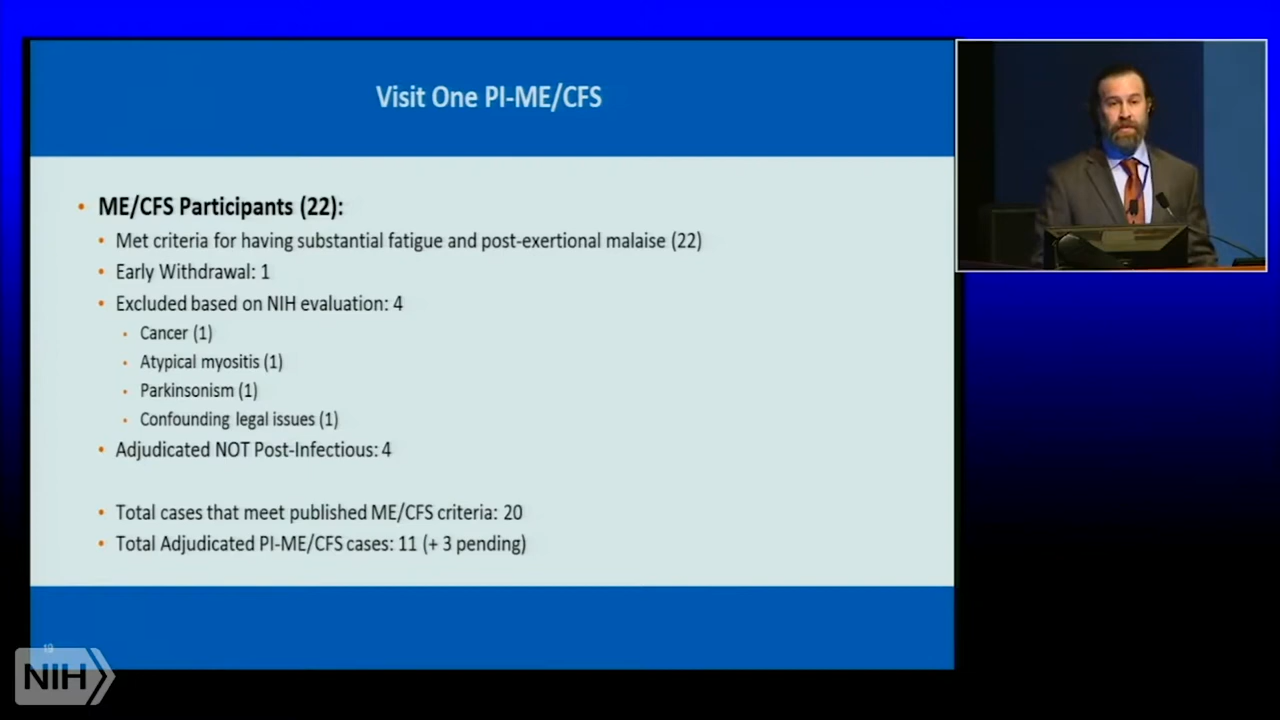 Visit One PI-ME/CFS
• ME/CFS Participants (22):
• Met criteria for having substantial fatigue and post-exertional malaise (22)
• Early Withdrawal: 1
• Excluded based on NIH evaluation: 4
• Cancer (1)
• Atypical myositis (1)
• Parkinsonism (1)
• Confounding legal issues (1)
• Adjudicated NOT Post-Infectious: 4
• Total cases that meet published ME/CFS criteria: 20
• Total Adjudicated PI-ME/CFS cases: 11 (+ 3 pending)
19
NIH